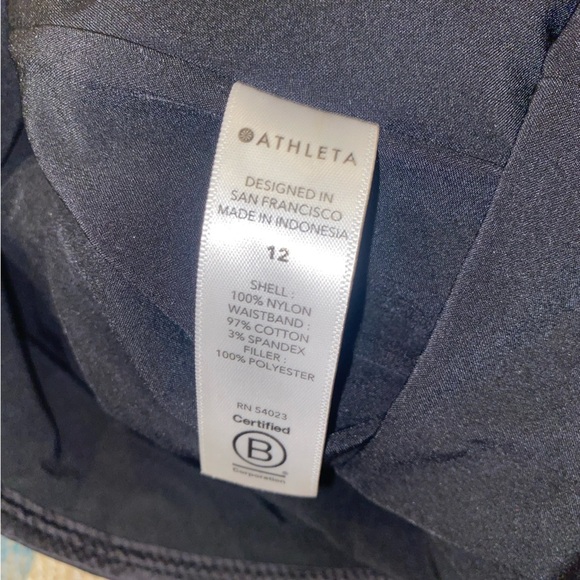 ATHLETA
DESIGNED IN
SAN FRANCISCO
MADE IN INDONESIA
12
SHELL :
100% NYLON
WAISTBAND :
97% COTTON
3% SPANDEX
FILLER :
100% POLYESTER
RN 54023
Certified
B
®
Corporation